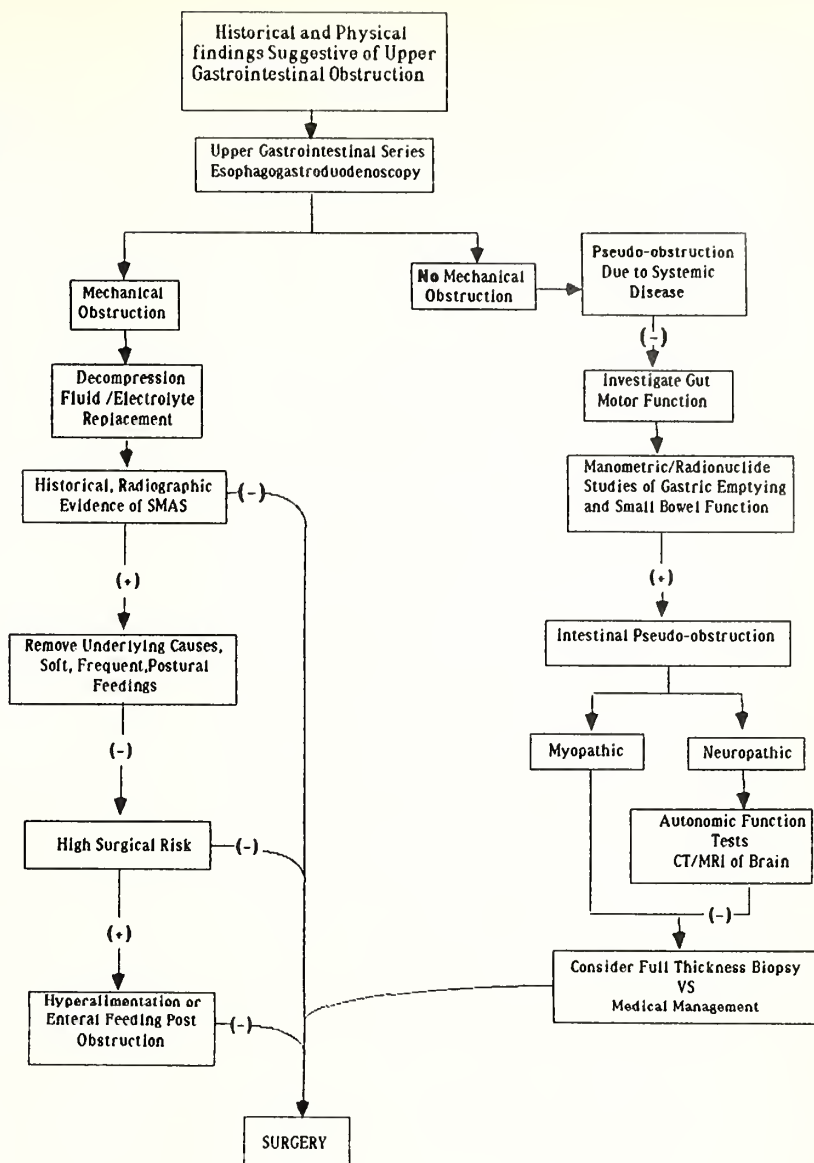 Historical and Physical
findings Suggestive of Upper
Gastrointestinal Obstruction
Upper Gastrointestinal Series
Esophagogastroduodenoscopy
Mechanical
Obstruction
No Mechanical
Obstruction
Pseudo-obstruction
Due to Systemic
Disease
(-)
Decompression
Fluid /Electrolyte
Replacement
Investigate Gut
Motor Function
Historical, Radiographic
Evidence of SMAS
(-)
Manometric/Radionuclide
Studies of Gastric Emptying
and Small Bowel Function
(+)
(+)
Remove Underlying Causes,
Soft, Frequent,Postural
Feedings
Intestinal Pseudo-obstruction
(-)
Myopathic
Neuropathic
High Surgical Risk
(-)
Autonomic Function
Tests
CT/MRI of Brain
(-)
(+)
Consider Full Thickness Biopsy
VS
Medical Management
Hyperalimentation or
Enteral Feeding Post
Obstruction
(-)
SURGERY